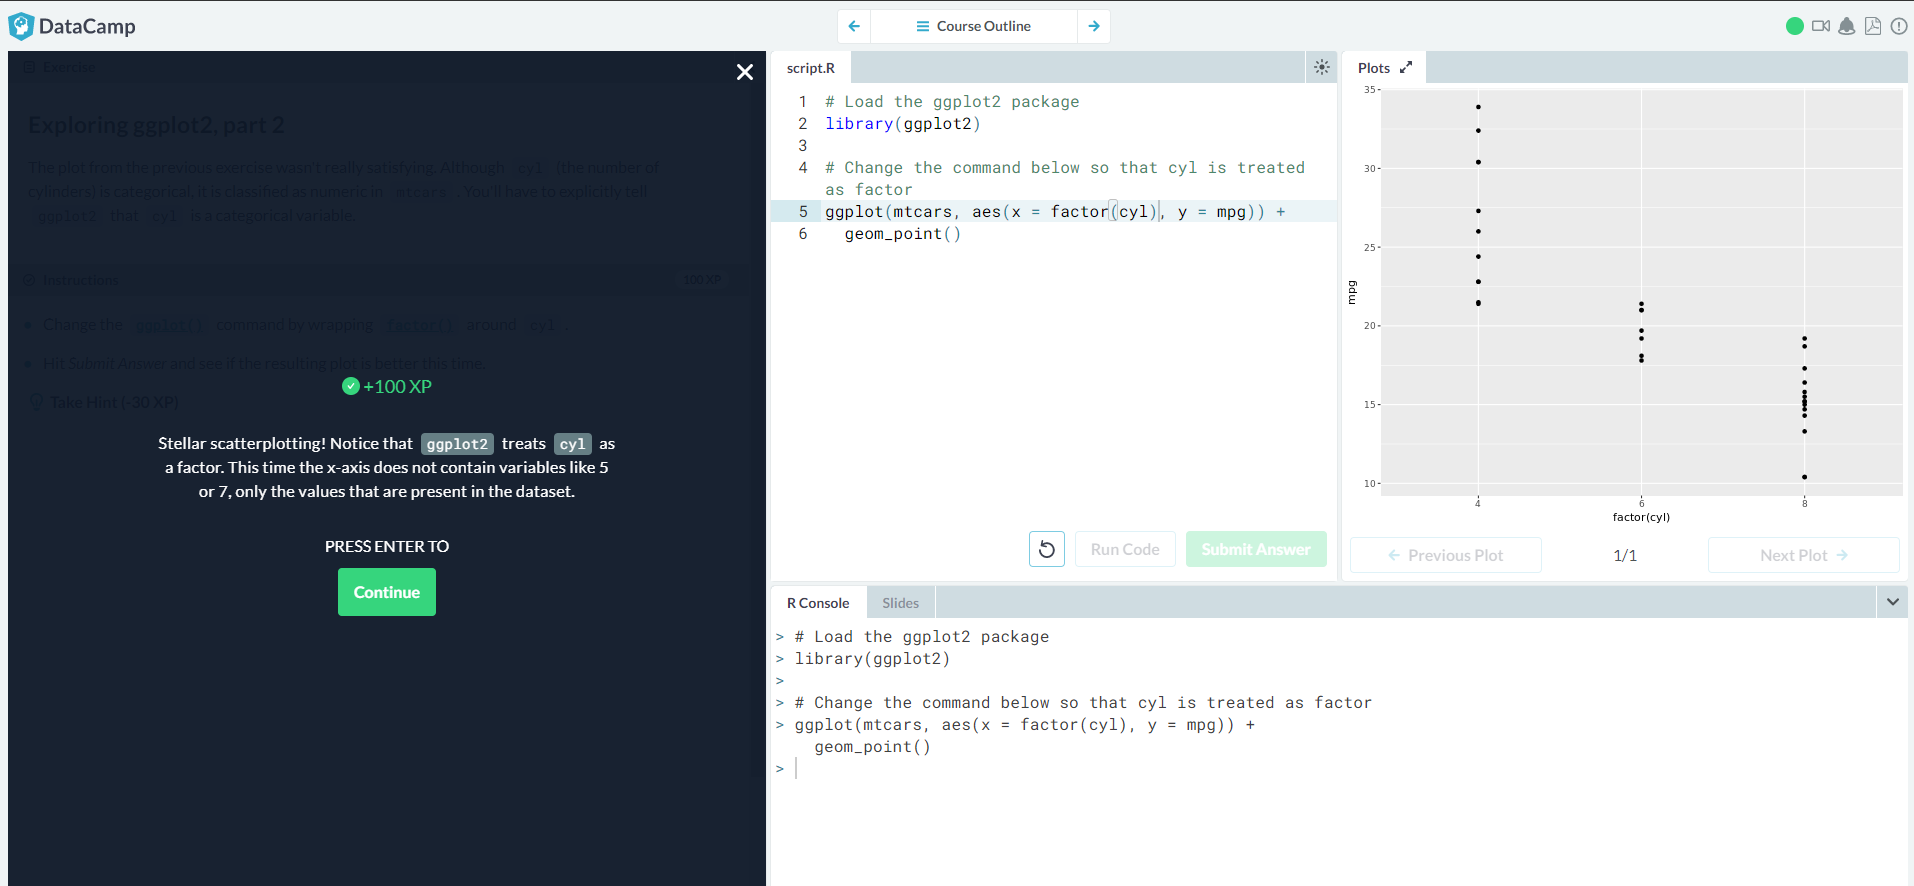 DataCamp
Course Outline
Exercise
Exploring ggplot2, part 2
The plot from the previous exercise wasn't really satisfying. Although cyl (the number of
cylinders) is categorical, it is classified as numeric in mtcars . You'll have to explicitly tell
ggplot2 that cyl is a categorical variable.
Instructions
100 XP
Change the ggplot() command by wrapping factor() around cyl .
Hit Submit Answer and see if the resulting plot is better this time.
Take Hint (-30 XP)
+100 XP
Stellar scatterplotting! Notice that ggplot2 treats cyl as
a factor. This time the x-axis does not contain variables like 5
or 7, only the values that are present in the dataset.
PRESS ENTER TO
Continue
script.R
1 # Load the ggplot2 package
2 library(ggplot2)
3
4 # Change the command below so that cyl is treated
as factor
5 ggplot(mtcars, aes(x = factor(cyl), y = mpg)) +
6 geom_point()
Run Code
Submit Answer
Plots
35
30
25
20
15
10
mpg
4 6 8
factor(cyl)
Previous Plot
1/1
Next Plot
R Console
Slides
> # Load the ggplot2 package
> library(ggplot2)
>
> # Change the command below so that cyl is treated as factor
> ggplot(mtcars, aes(x = factor(cyl), y = mpg)) +
geom_point()
>